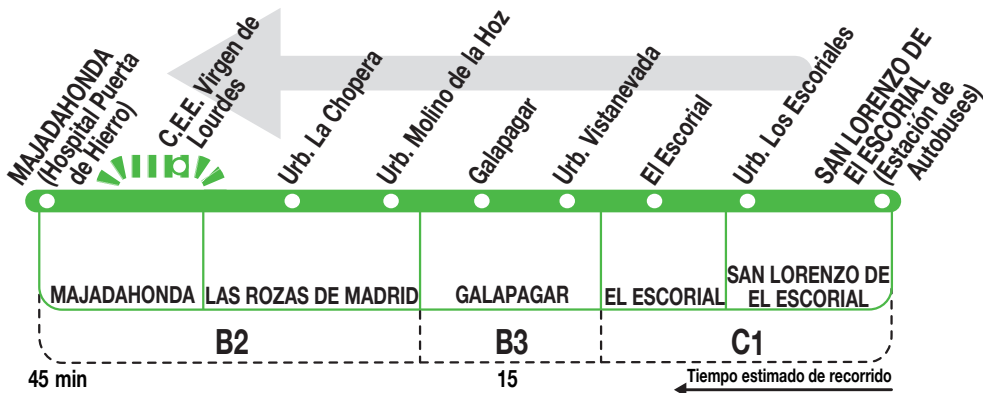 MAJADAHONDA
(Hospital Puerta
de Hierro)
C.E.E. Virgen de
Lourdes
Urb. La Chopera
Urb. Molino de la Hoz
Galapagar
Urb. Vistanevada
El Escorial
Urb. Los Escoriales
SAN LORENZO DE
El ESCORIAL
(Estación de
Autobuses)
MAJADAHONDA
LAS ROZAS DE MADRID
GALAPAGAR
EL ESCORIAL
SAN LORENZO DE
EL ESCORIAL
B2
B3
C1
45 min
15
Tiempo estimado de recorrido